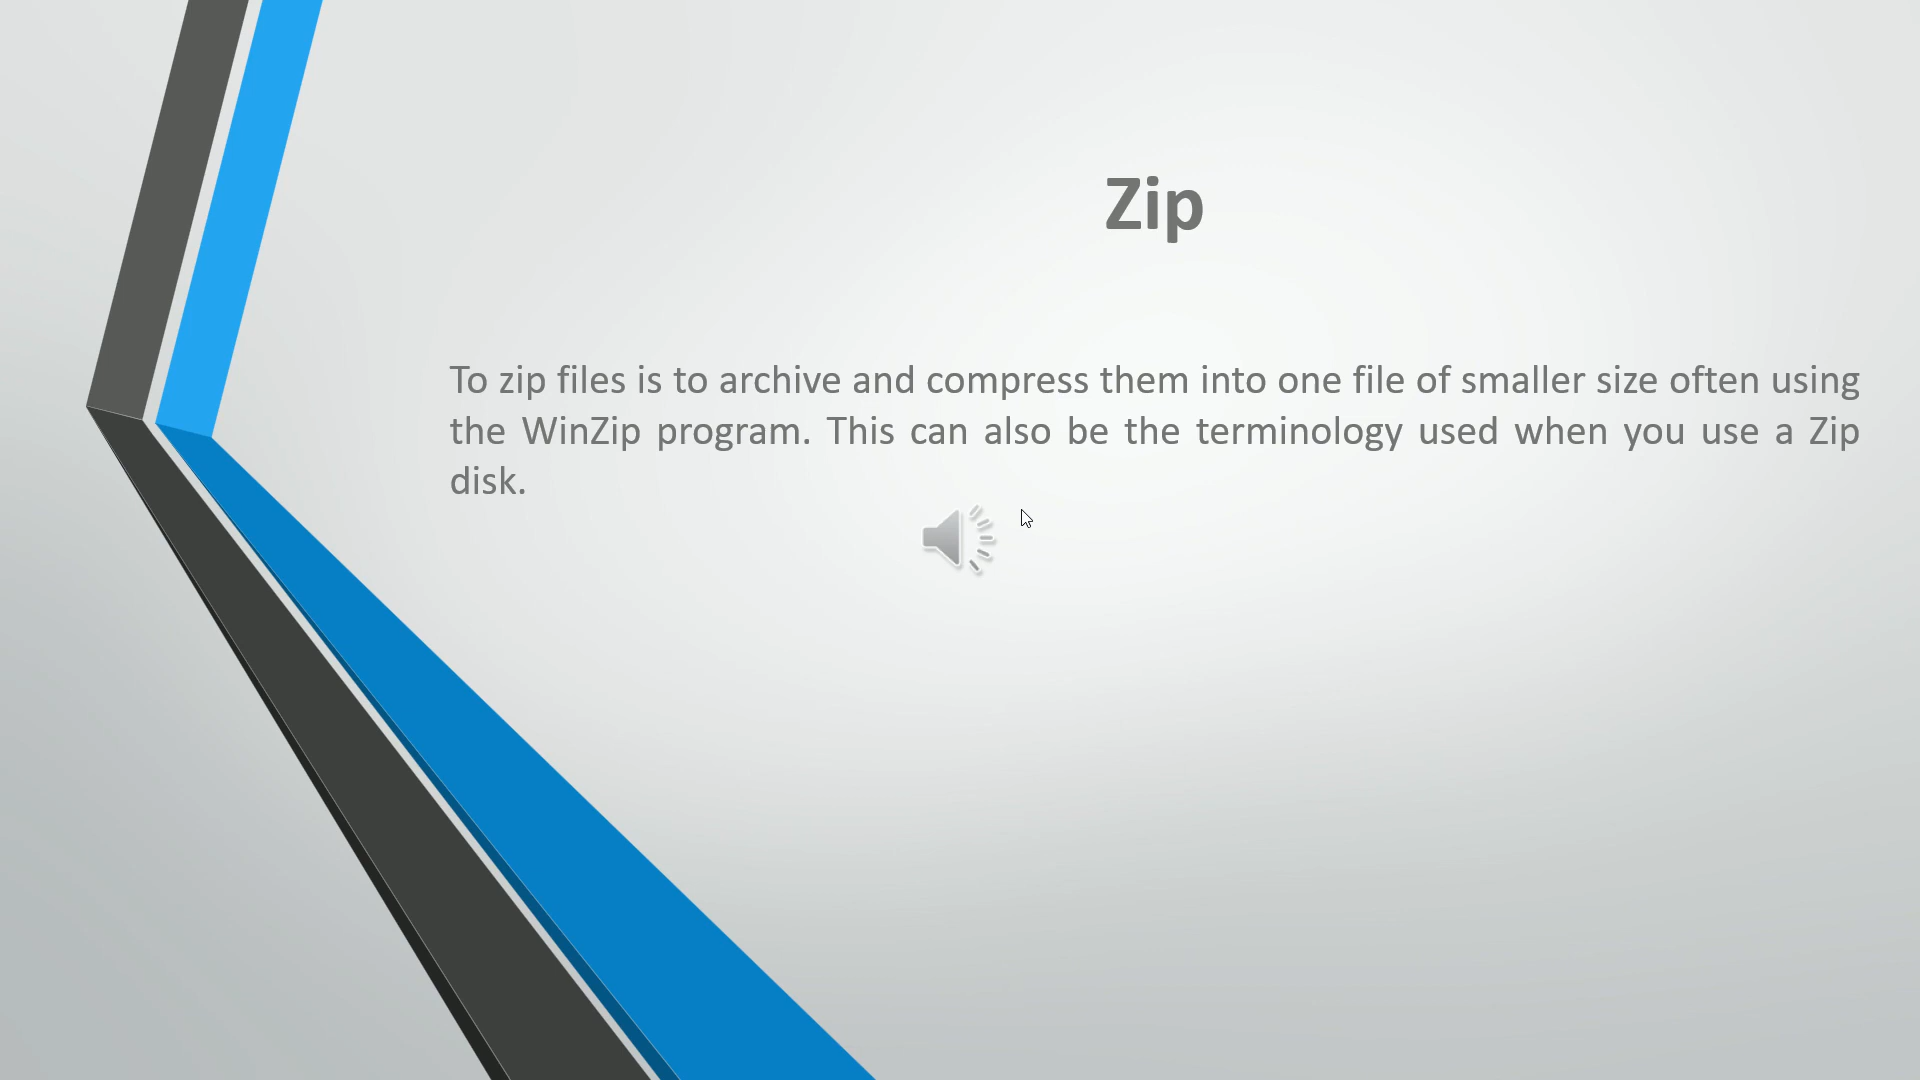 Zip
To zip files is to archive and compress them into one file of smaller size often using
the WinZip program. This can also be the terminology used when you use a Zip
disk.